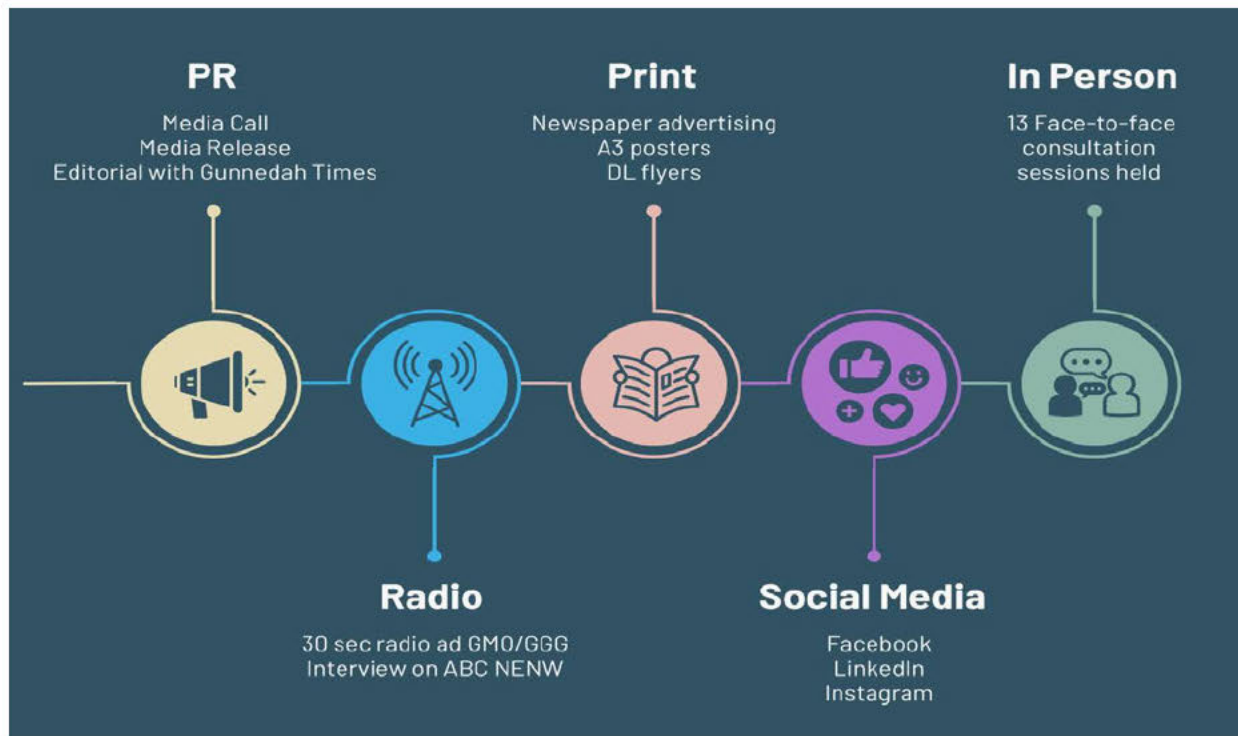 PR
Media Call
Media Release
Editorial with Gunnedah Times
Print
Newspaper advertising
A3 posters
DL flyers
In Person
13 Face-to-face
consultation
sessions held
Radio
30 sec radio ad GMO/GGG
Interview on ABC NENW
Social Media
Facebook
LinkedIn
Instagram